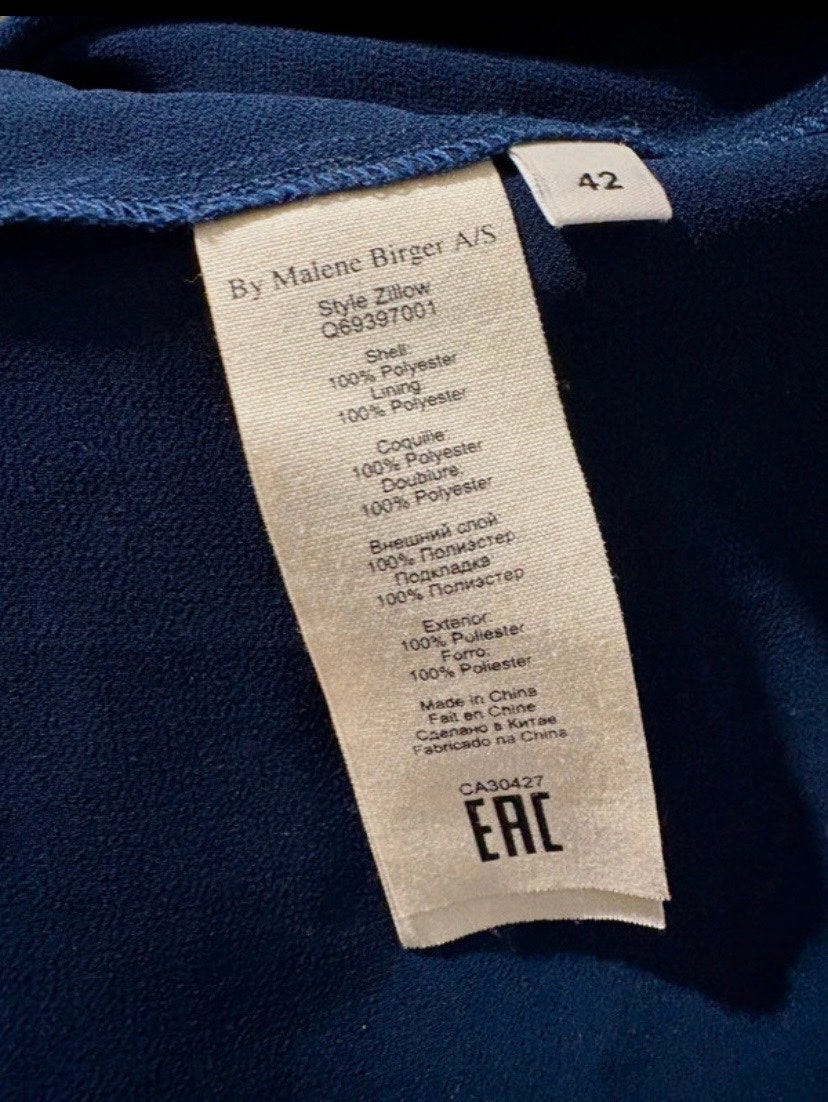 42
By Malene Birger A/S
Style Zillow
Q69397001
Shell:
100% Polyester
Lining:
100% Polyester
Coquille:
100% Polyester
Doublure:
100% Polyester
Внешний слой
100% Полиэстер
Подкладка
100% Полиэстер
Exterior:
100% Poliester
Forro:
100% Poliester
Made in China
Fait en Chine
Сделано в Китае
Fabricado na China
CA30427
EAC